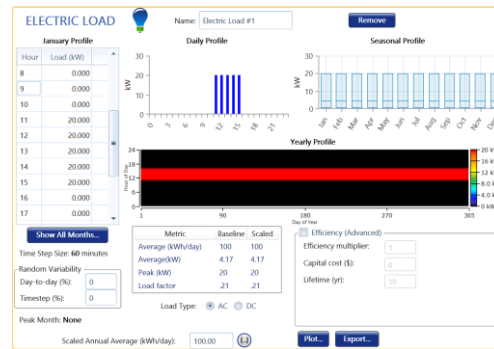 ELECTRIC LOAD
Name: Electric Load #1
Remove
January Profile
Hour Load (kW)
8 0.000
9 0.000
10 0.000
11 20.000
12 20.000
13 20.000
14 20.000
15 20.000
16 0.000
17 0.000
Show All Months...
Time Step Size: 60 minutes
Random Variability
Day-to-day (%): 0
Timestep (%): 0
Peak Month: None
Scaled Annual Average (kWh/day): 100.00 {..}
Daily Profile
kW
30
20
10
0
0 3 6 9 12 15 18 21
Seasonal Profile
kW
30
20
10
0
Jan Feb Mar Apr May Jun Jul Aug Sep Oct Nov
Yearly Profile
Hour of Day
24
18
12
6
0
1 90 180 270 365
Day of Year
20 k
4.0 k
0 k
Metric Baseline Scaled
Average (kWh/day) 100 100
Average(kW) 4.17 4.17
Peak (kW) 20 20
Load factor .21 .21
Load Type: AC DC
Efficiency (Advanced)
Efficiency multiplier: 1
Capital cost ($): 0
Lifetime (yr): 10
Plot... Export...